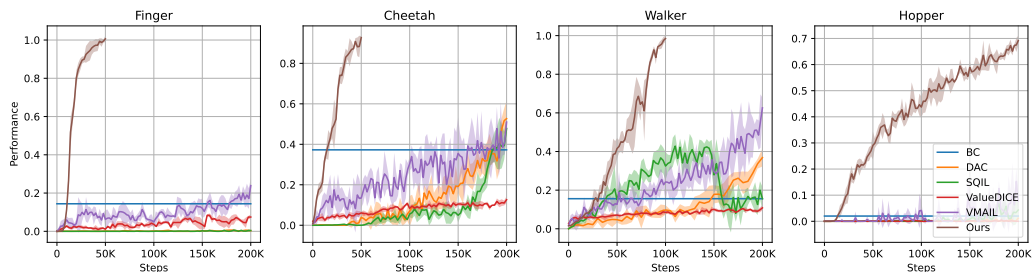 Finger
Cheetah
Walker
Hopper
Performance
1.0
0.8
0.6
0.4
0.2
0.0
0
50K
100K
150K
200K
Steps
0.8
0.6
0.4
0.2
0.0
0
50K
100K
150K
200K
Steps
1.0
0.8
0.6
0.4
0.2
0.0
0
50K
100K
150K
200K
Steps
0.7
0.6
0.5
0.4
0.3
0.2
0.1
0.0
0
50K
100K
150K
200K
Steps
BC
DAC
SQIL
ValueDICE
VMAIL
Ours